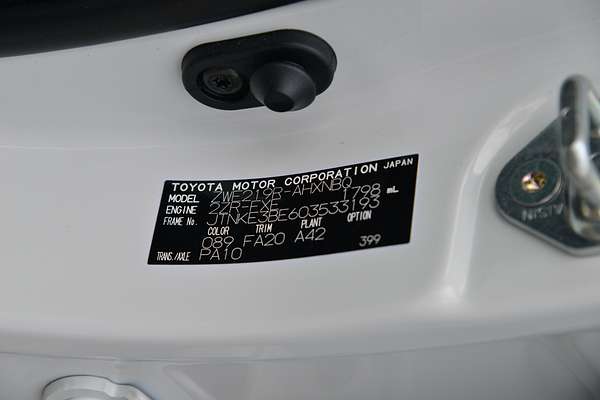 TOYOTA MOTOR CORPORATION JAPAN
MODEL ZWE219R-AHXNBQ
ENGINE 2ZR-FXE 1798 mL
FRAME No. JTNKE3BE603533193
COLOR TRIM PLANT OPTION
089 FA20 A42 399
TRANS./AXLE PA10
AISIN